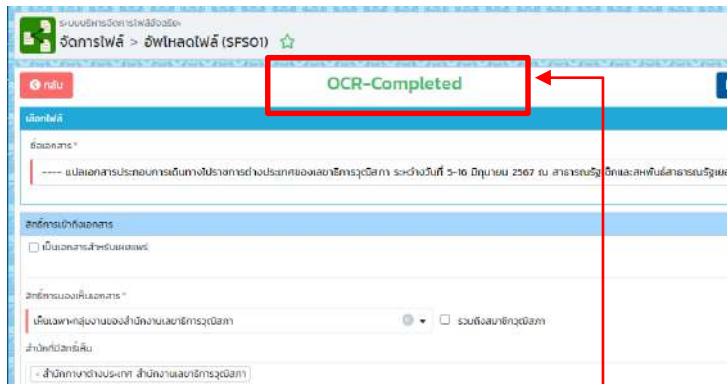 ระบบบริหารจัดการไฟล์อัจฉริยะ
จัดการไฟล์ > อัพโหลดไฟล์ (SFS01)
กลับ
OCR-Completed
เลือกไฟล์
ชื่อเอกสาร *
---- แปลเอกสารประกอบการเดินทางไปราชการต่างประเทศของเลขาธิการวุฒิสภา ระหว่างวันที่ 5-16 มิถุนายน 2567 ณ สาธารณรัฐเช็กและสหพันธ์สาธารณรัฐเยอ
สิทธิ์การเข้าถึงเอกสาร
เป็นเอกสารสำหรับเผยแพร่
สิทธิ์การมองเห็นเอกสาร *
เห็นเฉพาะกลุ่มงานของสำนักงานเลขาธิการวุฒิสภา
รวมถึงสมาชิกวุฒิสภา
สำนักที่มีสิทธิ์เห็น
× สำนักภาษาต่างประเทศ สำนักงานเลขาธิการวุฒิสภา